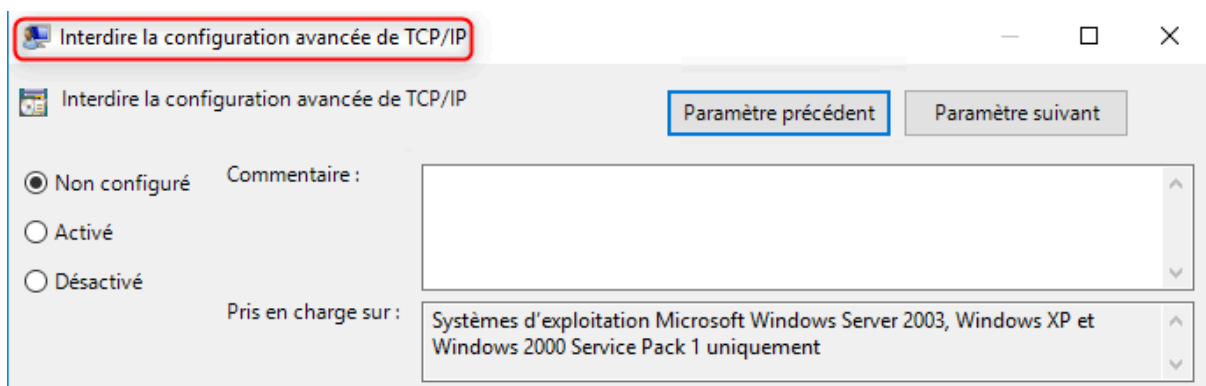 Interdire la configuration avancée de TCP/IP
Interdire la configuration avancée de TCP/IP
Paramètre précédent
Paramètre suivant
Non configuré
Commentaire :
Activé
Désactivé
Pris en charge sur :
Systèmes d'exploitation Microsoft Windows Server 2003, Windows XP et
Windows 2000 Service Pack 1 uniquement